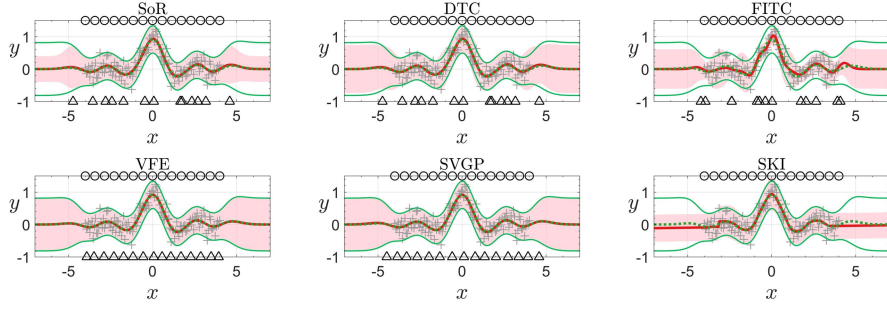 SoR DTC FITC
y 1 0 -1 1 0 -1 y 1 0 -1
-5 0 5 -5 0 5 -5 0 5
x x x
VFE SVGP SKI
y 1 0 -1 1 0 -1 y 1 0 -1
-5 0 5 -5 0 5 -5 0 5
x x x